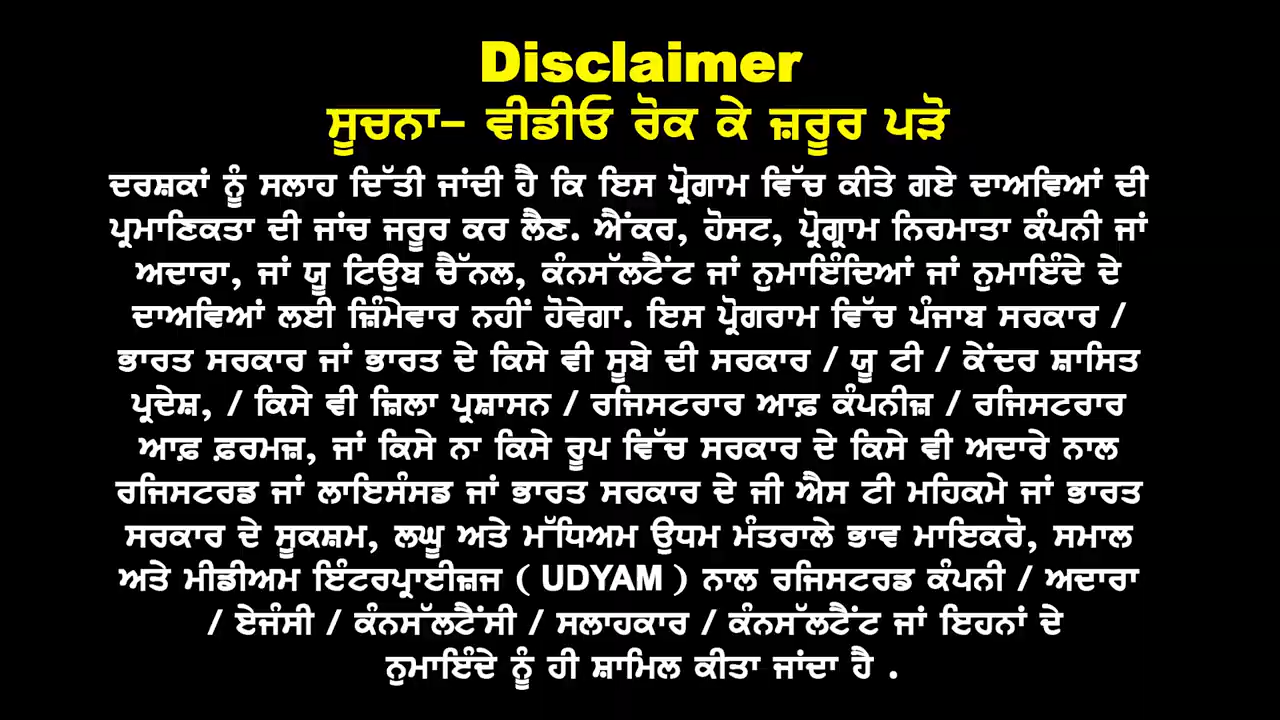 Disclaimer
ਸੂਚਨਾ- ਵੀਡੀਓ ਰੋਕ ਕੇ ਜ਼ਰੂਰ ਪੜੋ
ਦਰਸ਼ਕਾਂ ਨੂੰ ਸਲਾਹ ਦਿੱਤੀ ਜਾਂਦੀ ਹੈ ਕਿ ਇਸ ਪ੍ਰੋਗਾਮ ਵਿੱਚ ਕੀਤੇ ਗਏ ਦਾਅਵਿਆਂ ਦੀ
ਪ੍ਰਮਾਣਿਕਤਾ ਦੀ ਜਾਂਚ ਜਰੂਰ ਕਰ ਲੈਣ. ਐਂਕਰ, ਹੋਸਟ, ਪ੍ਰੋਗ੍ਰਾਮ ਨਿਰਮਾਤਾ ਕੰਪਨੀ ਜਾਂ
ਅਦਾਰਾ, ਜਾਂ ਯੂ ਟਿਊਬ ਚੈੱਨਲ, ਕੰਨਸੱਲਟੈਂਟ ਜਾਂ ਨੁਮਾਇੰਦਿਆਂ ਜਾਂ ਨੁਮਾਇੰਦੇ ਦੇ
ਦਾਅਵਿਆਂ ਲਈ ਜ਼ਿੰਮੇਵਾਰ ਨਹੀਂ ਹੋਵੇਗਾ. ਇਸ ਪ੍ਰੋਗਰਾਮ ਵਿੱਚ ਪੰਜਾਬ ਸਰਕਾਰ /
ਭਾਰਤ ਸਰਕਾਰ ਜਾਂ ਭਾਰਤ ਦੇ ਕਿਸੇ ਵੀ ਸੂਬੇ ਦੀ ਸਰਕਾਰ / ਯੂ ਟੀ / ਕੇਂਦਰ ਸ਼ਾਸਿਤ
ਪ੍ਰਦੇਸ਼, / ਕਿਸੇ ਵੀ ਜ਼ਿਲਾ ਪ੍ਰਸ਼ਾਸਨ / ਰਜਿਸਟਰਾਰ ਆਫ਼ ਕੰਪਨੀਜ਼ / ਰਜਿਸਟਰਾਰ
ਆਫ਼ ਫ਼ਰਮਜ਼, ਜਾਂ ਕਿਸੇ ਨਾ ਕਿਸੇ ਰੂਪ ਵਿੱਚ ਸਰਕਾਰ ਦੇ ਕਿਸੇ ਵੀ ਅਦਾਰੇ ਨਾਲ
ਰਜਿਸਟਰਡ ਜਾਂ ਲਾਇਸੰਸਡ ਜਾਂ ਭਾਰਤ ਸਰਕਾਰ ਦੇ ਜੀ ਐਸ ਟੀ ਮਹਿਕਮੇ ਜਾਂ ਭਾਰਤ
ਸਰਕਾਰ ਦੇ ਸੂਕਸ਼ਮ, ਲਘੂ ਅਤੇ ਮੱਧਿਅਮ ਉਧਮ ਮੰਤਰਾਲੇ ਭਾਵ ਮਾਇਕਰੋ, ਸਮਾਲ
ਅਤੇ ਮੀਡੀਅਮ ਇੰਟਰਪ੍ਰਾਈਜ਼ਜ ( UDYAM ) ਨਾਲ ਰਜਿਸਟਰਡ ਕੰਪਨੀ / ਅਦਾਰਾ
/ ਏਜੰਸੀ / ਕੰਨਸੱਲਟੈਂਸੀ / ਸਲਾਹਕਾਰ / ਕੰਨਸੱਲਟੈਂਟ ਜਾਂ ਇਹਨਾਂ ਦੇ
ਨੁਮਾਇੰਦੇ ਨੂੰ ਹੀ ਸ਼ਾਮਿਲ ਕੀਤਾ ਜਾਂਦਾ ਹੈ .